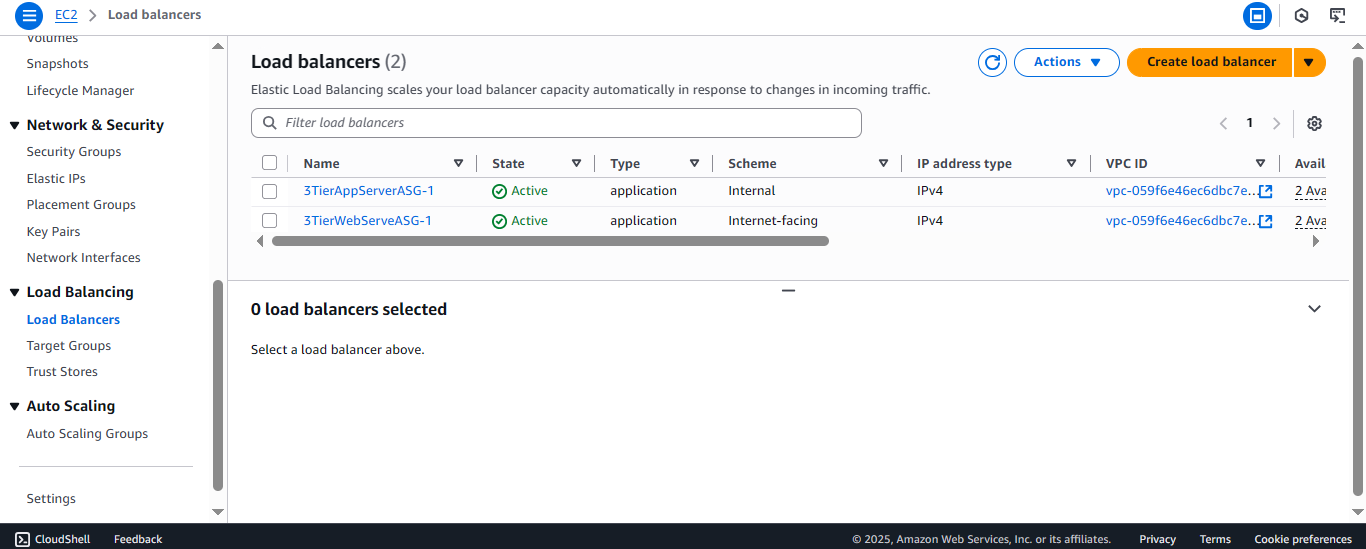 EC2 Load balancers
Volumes
Snapshots
Lifecycle Manager
Network & Security
Security Groups
Elastic IPs
Placement Groups
Key Pairs
Network Interfaces
Load Balancing
Load Balancers
Target Groups
Trust Stores
Auto Scaling
Auto Scaling Groups
Settings
Load balancers (2)
Actions
Create load balancer
Elastic Load Balancing scales your load balancer capacity automatically in response to changes in incoming traffic.
Filter load balancers
1
Name State Type Scheme IP address type VPC ID Avail
3TierAppServerASG-1 Active application Internal IPv4 vpc-059f6e46ec6dbc7e... 2 Ava
3TierWebServeASG-1 Active application Internet-facing IPv4 vpc-059f6e46ec6dbc7e... 2 Ava
0 load balancers selected
Select a load balancer above.
CloudShell Feedback © 2025, Amazon Web Services, Inc. or its affiliates. Privacy Terms Cookie preferences